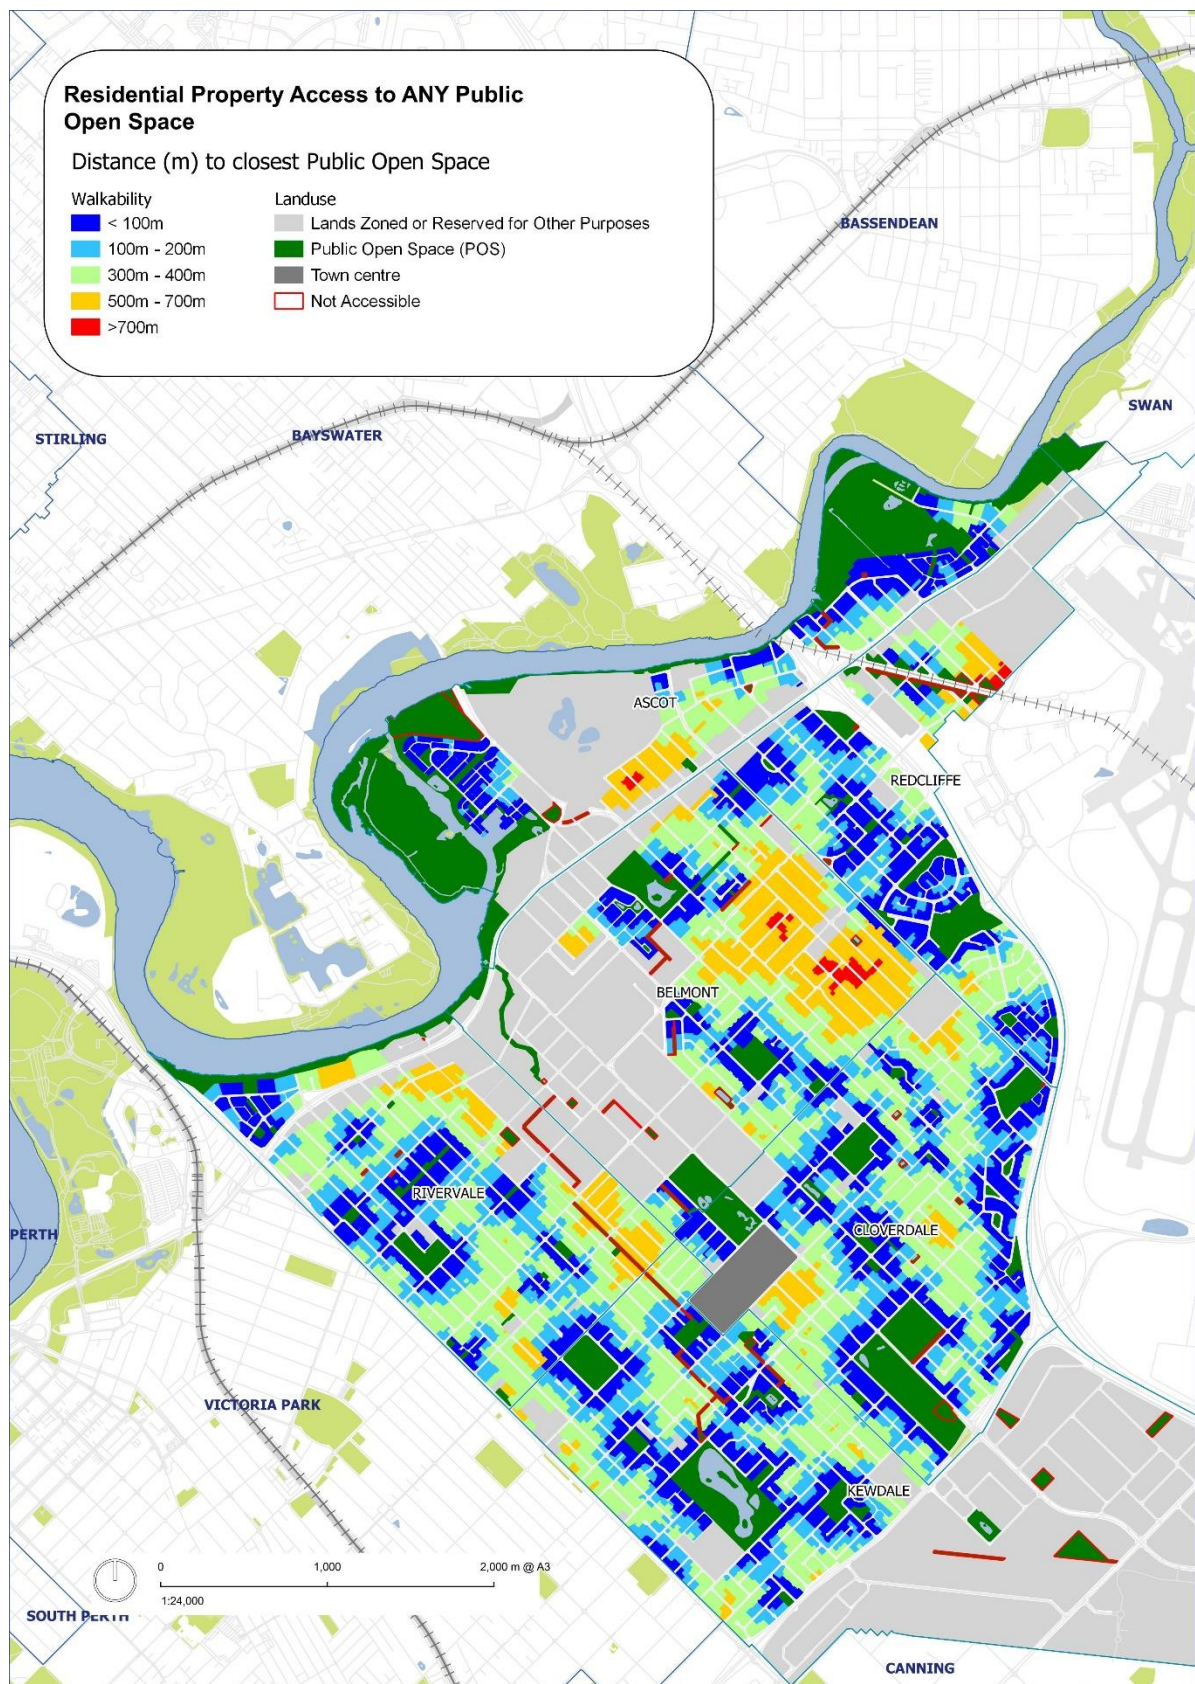 Residential Property Access to ANY Public
Open Space
Distance (m) to closest Public Open Space
Walkability
< 100m
100m - 200m
300m - 400m
500m - 700m
>700m
Landuse
Lands Zoned or Reserved for Other Purposes
Public Open Space (POS)
Town centre
Not Accessible
BASSENDEAN
SWAN
STIRLING
BAYSWATER
ASCOT
REDCLIFFE
BELMONT
RIVERVALE
PERTH
CLOVERDALE
VICTORIA PARK
KEWDALE
0
1,000
2,000 m @ A3
1:24,000
SOUTH PERTH
CANNING